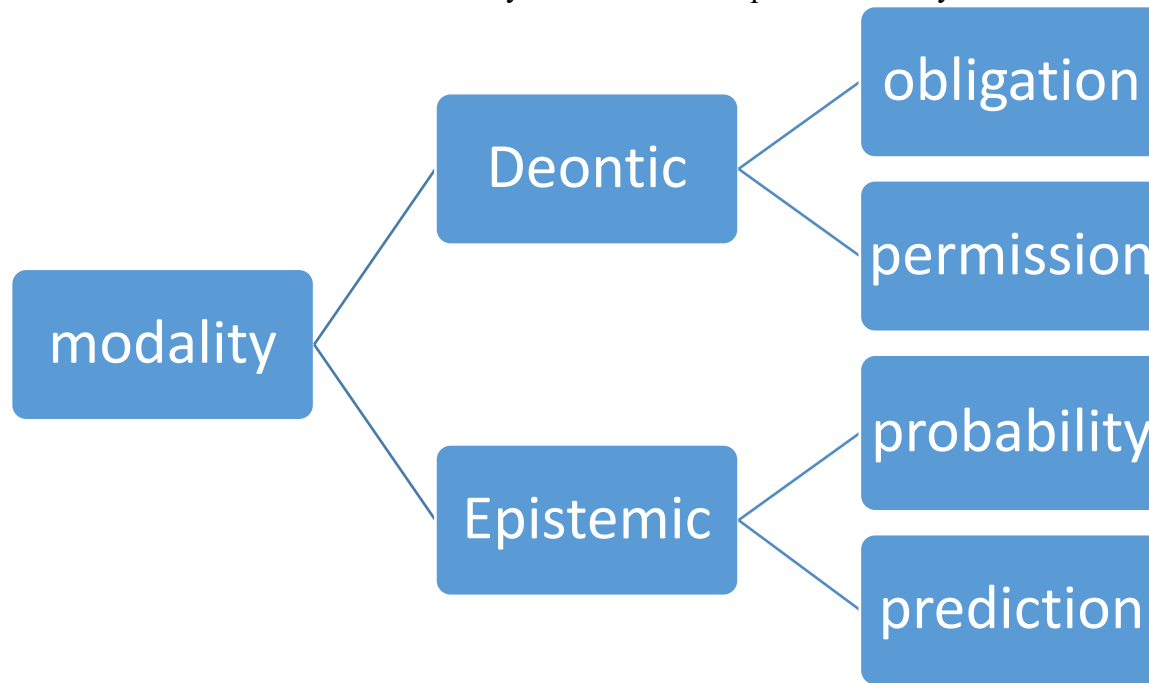 obligation
Deontic
permission
modality
probability
Epistemic
prediction